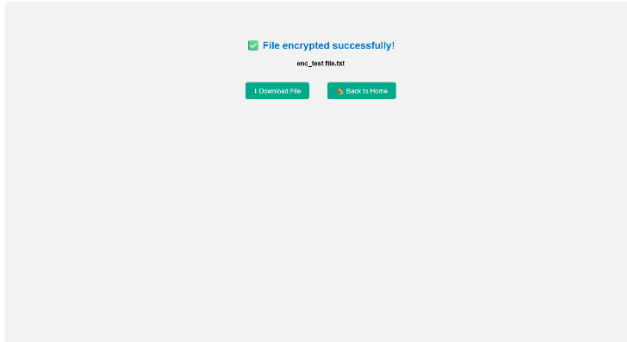 ✅ File encrypted successfully!
enc_test file.txt
⬇ Download File
🏠 Back to Home